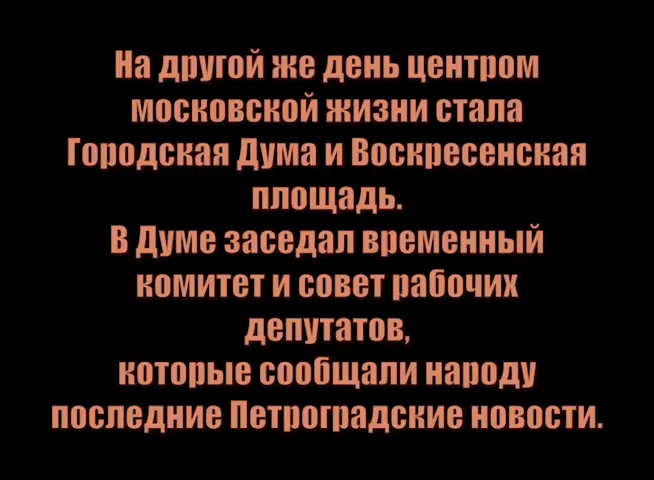 На другой же день центром
московской жизни стала
Городская Дума и Воскресенская
площадь.
В Думе заседал временный
комитет и совет рабочих
депутатов,
которые сообщали народу
последние Петроградские новости.